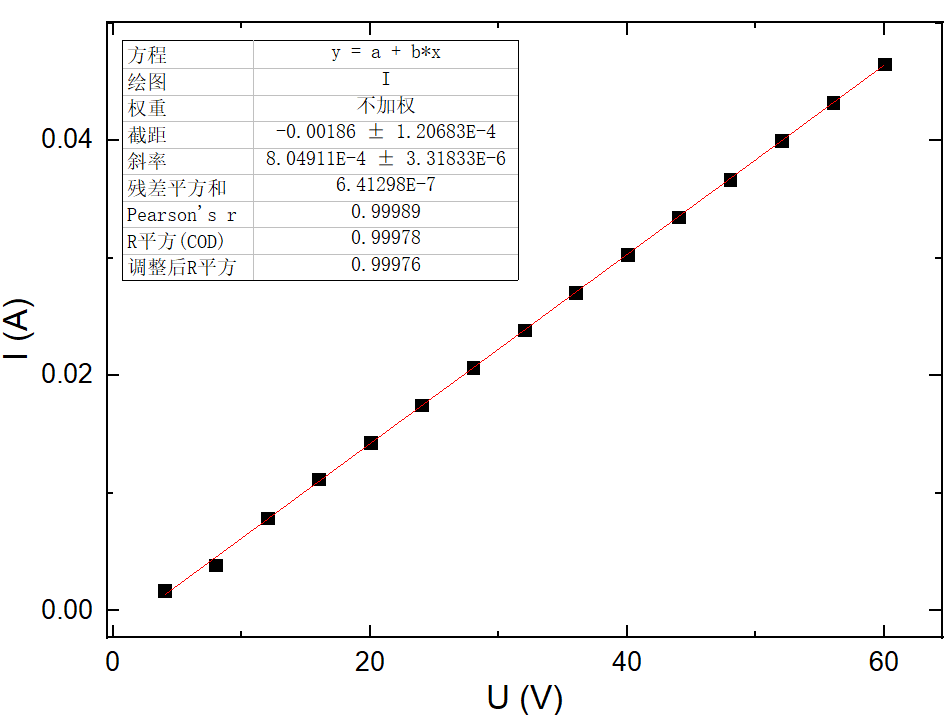 方程 y = a + b*x
绘图 I
权重 不加权
截距 -0.00186 ± 1.20683E-4
斜率 8.04911E-4 ± 3.31833E-6
残差平方和 6.41298E-7
Pearson's r 0.99989
R平方(COD) 0.99978
调整后R平方 0.99976
0.04
0.02
0.00
I (A)
0 20 40 60
U (V)